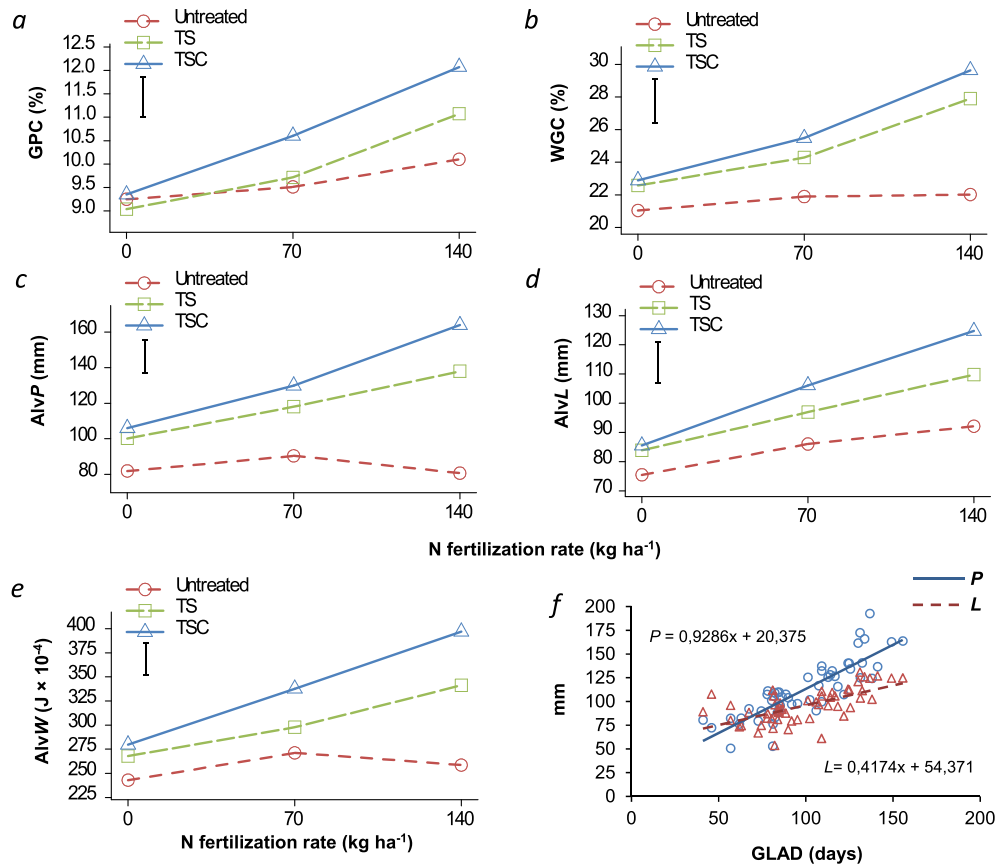 a
Untreated
TS
TSC
GPC (%)
12.5
12.0
11.5
11.0
10.5
10.0
9.5
9.0
0
70
140
b
Untreated
TS
TSC
WGC (%)
30
28
26
24
22
20
0
70
140
c
Untreated
TS
TSC
AlvP (mm)
160
140
120
100
80
0
70
140
d
Untreated
TS
TSC
AlvL (mm)
130
120
110
100
90
80
70
0
70
140
N fertilization rate (kg ha⁻¹)
e
Untreated
TS
TSC
AlvW (J × 10⁻⁴)
400
375
350
325
300
275
250
225
0
70
140
N fertilization rate (kg ha⁻¹)
f
P
L
P = 0,9286x + 20,375
L= 0,4174x + 54,371
mm
200
175
150
125
100
75
50
25
0
0
50
100
150
200
GLAD (days)